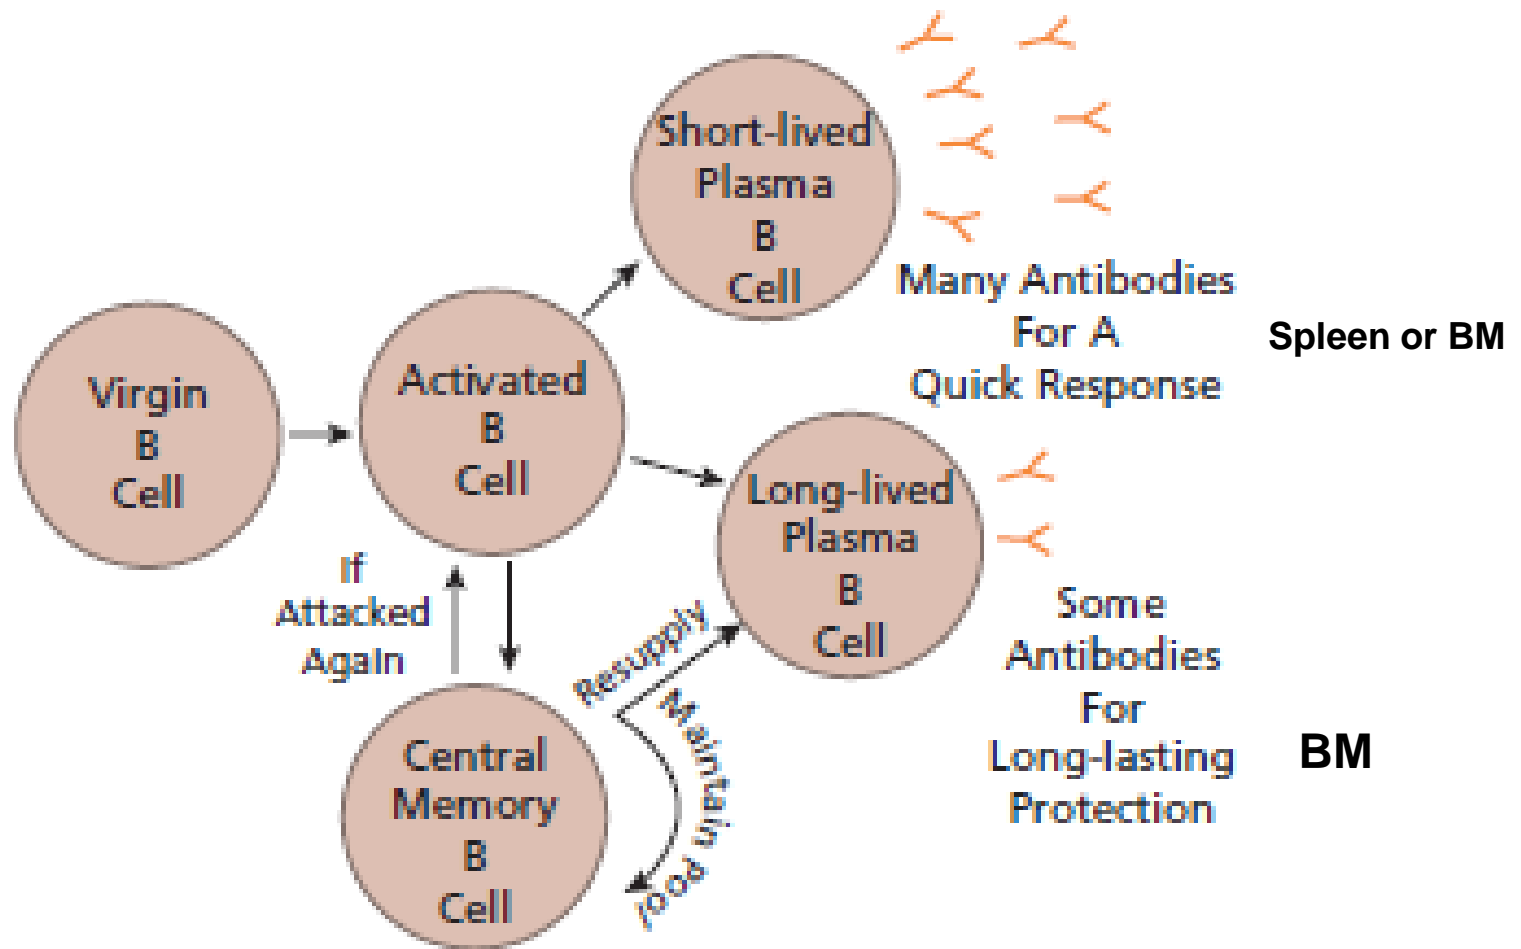 Short-lived
Plasma
B
Cell
Many Antibodies
For A
Quick Response
Spleen or BM
Virgin
B
Cell
Activated
B
Cell
Long-lived
Plasma
B
Cell
If
Attacked
Again
Resupply
Maintain Pool
Some
Antibodies
For
Long-lasting
Protection
BM
Central
Memory
B
Cell